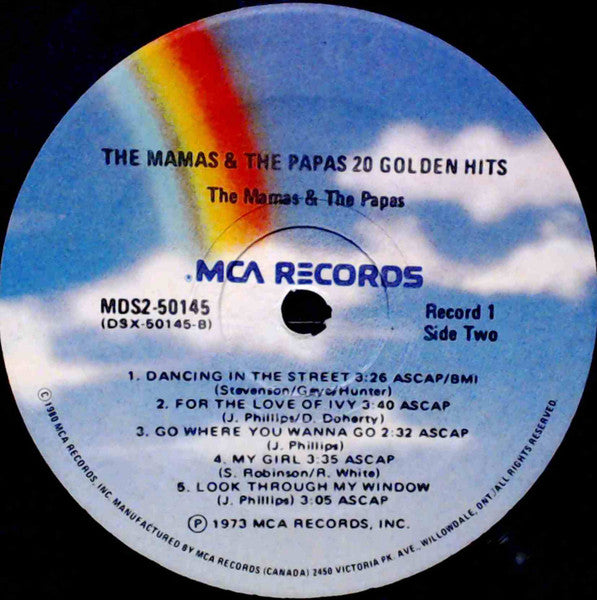 THE MAMAS & THE PAPAS 20 GOLDEN HITS
The Mamas & The Papas
MCA RECORDS
MDS2-50145
(DSX-50145-B)
Record 1
Side Two
1. DANCING IN THE STREET 3:26 ASCAP/BMI
(Stevenson/Gaye/Hunter)
2. FOR THE LOVE OF IVY 3:40 ASCAP
(J. Phillips/D. Doherty)
3. GO WHERE YOU WANNA GO 2:32 ASCAP
(J. Phillips)
4. MY GIRL 3:35 ASCAP
(S. Robinson/R. White)
5. LOOK THROUGH MY WINDOW
(J. Phillips) 3:05 ASCAP
Ⓟ 1973 MCA RECORDS, INC.
© 1980 MCA RECORDS, INC. MANUFACTURED BY MCA RECORDS (CANADA) 2450 VICTORIA PK. AVE., WILLOWDALE, ONT./ALL RIGHTS RESERVED.